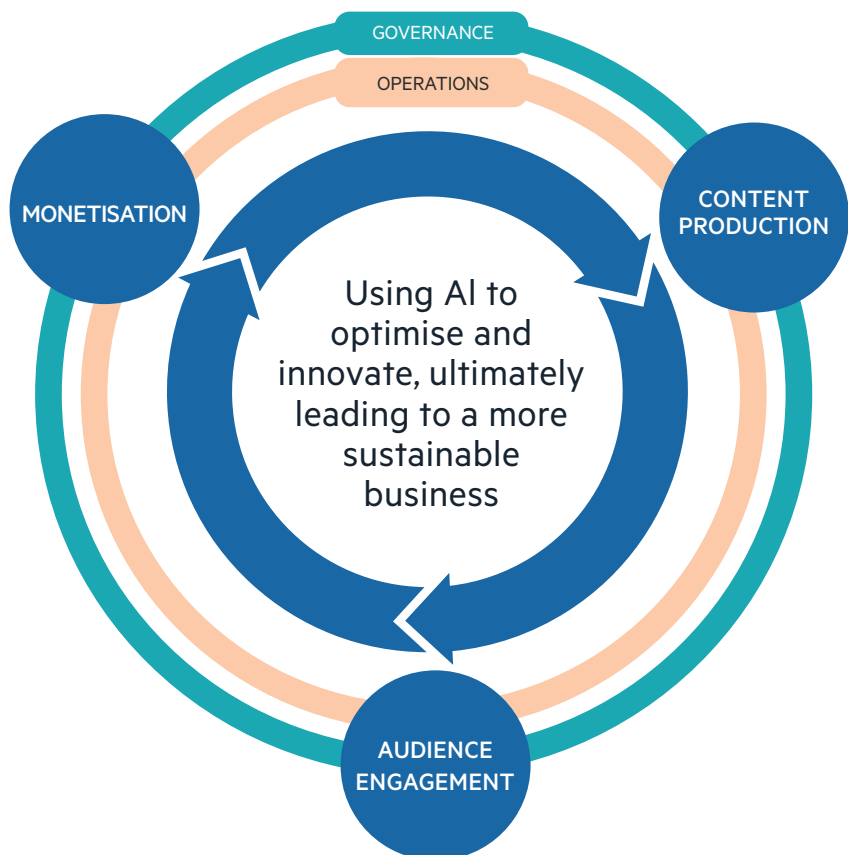 GOVERNANCE
OPERATIONS
MONETISATION
CONTENT
PRODUCTION
Using AI to
optimise and
innovate, ultimately
leading to a more
sustainable
business
AUDIENCE
ENGAGEMENT